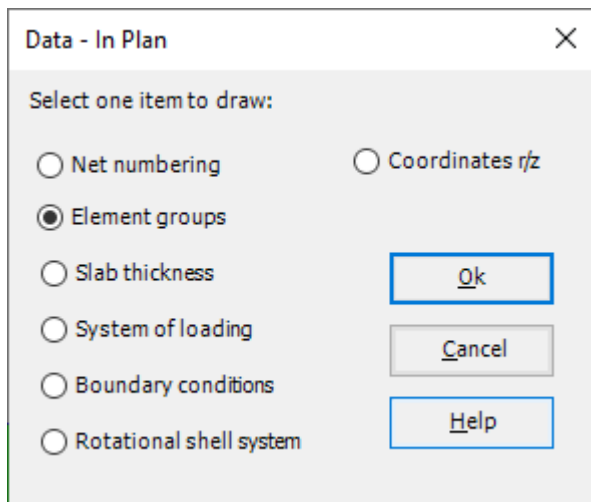 Data - In Plan
Select one item to draw:
Net numbering
Coordinates r/z
Element groups
Slab thickness
Ok
System of loading
Cancel
Boundary conditions
Help
Rotational shell system